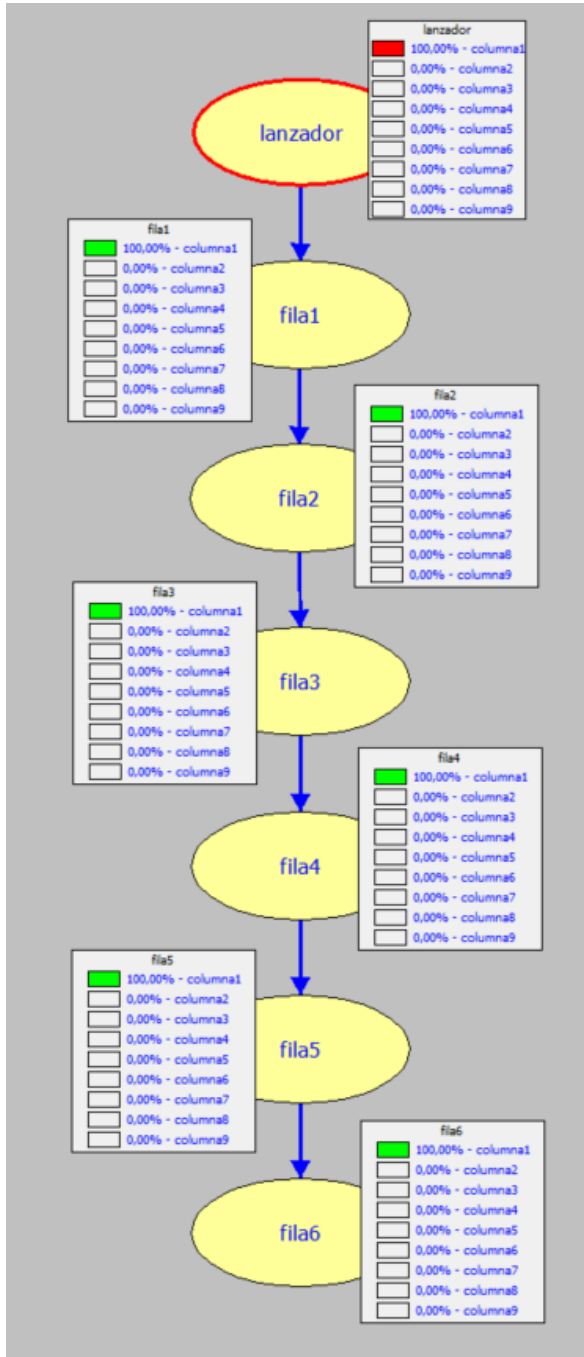 lanzador
100,00% - columna1
0,00% - columna2
0,00% - columna3
0,00% - columna4
0,00% - columna5
0,00% - columna6
0,00% - columna7
0,00% - columna8
0,00% - columna9
lanzador
fila1
100,00% - columna1
0,00% - columna2
0,00% - columna3
0,00% - columna4
0,00% - columna5
0,00% - columna6
0,00% - columna7
0,00% - columna8
0,00% - columna9
fila1
fila2
100,00% - columna1
0,00% - columna2
0,00% - columna3
0,00% - columna4
0,00% - columna5
0,00% - columna6
0,00% - columna7
0,00% - columna8
0,00% - columna9
fila2
fila3
100,00% - columna1
0,00% - columna2
0,00% - columna3
0,00% - columna4
0,00% - columna5
0,00% - columna6
0,00% - columna7
0,00% - columna8
0,00% - columna9
fila3
fila4
100,00% - columna1
0,00% - columna2
0,00% - columna3
0,00% - columna4
0,00% - columna5
0,00% - columna6
0,00% - columna7
0,00% - columna8
0,00% - columna9
fila4
fila5
100,00% - columna1
0,00% - columna2
0,00% - columna3
0,00% - columna4
0,00% - columna5
0,00% - columna6
0,00% - columna7
0,00% - columna8
0,00% - columna9
fila5
fila6
100,00% - columna1
0,00% - columna2
0,00% - columna3
0,00% - columna4
0,00% - columna5
0,00% - columna6
0,00% - columna7
0,00% - columna8
0,00% - columna9
fila6